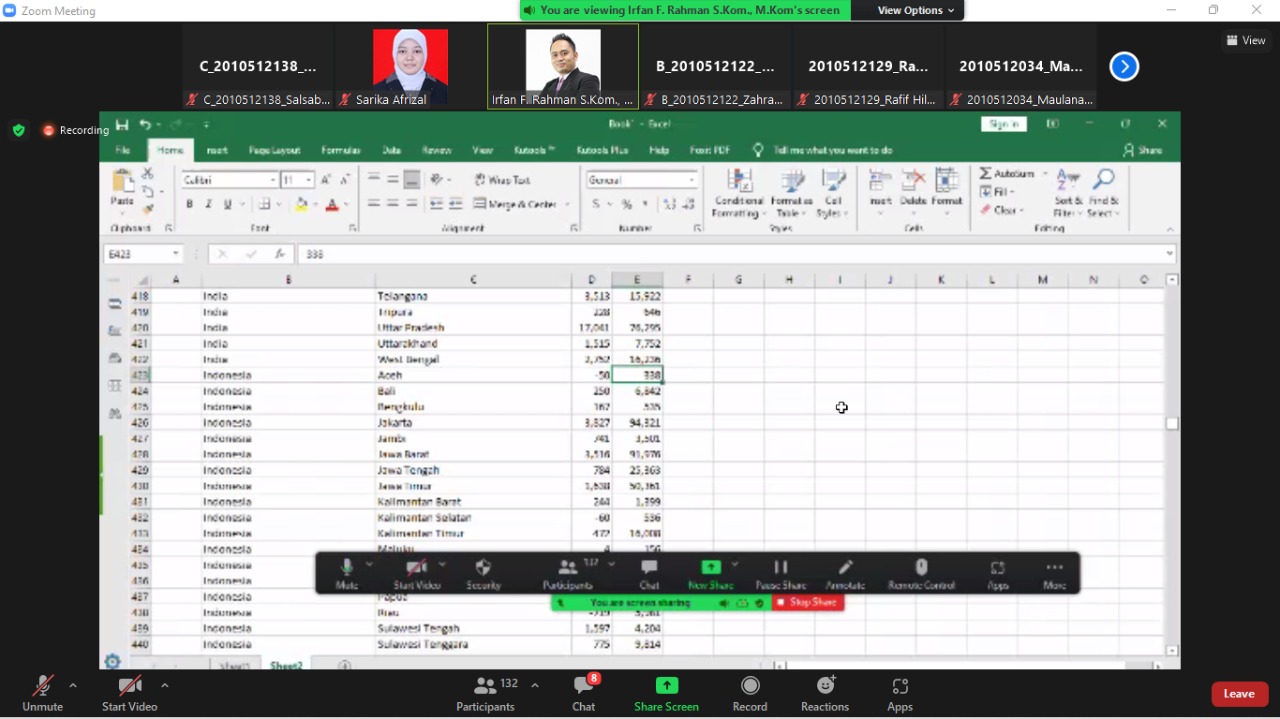 Zoom Meeting
You are viewing Irfan F. Rahman S.Kom., M.Kom's screen
View Options
View
C_2010512138_...
B_2010512122_...
2010512129_Ra...
2010512034_Ma...
C_2010512138_Salsab...
Sarika Afrizal
Irfan F. Rahman S.Kom., ...
B_2010512122_Zahra...
2010512129_Rafif Hil...
2010512034_Maulana...
Recording
Excel
Sign in
File Home Insert Page Layout Formulas Data Review View Kutools ™ Kutools Plus Help Foxit PDF Tell me what you want to do Share
Paste
Calibri 11
Wrap Text
General
AutoSum
B I U
Merge & Center
Conditional Formatting
Format as Table
Cell Styles
Insert Delete Format
Fill
Clear
Sort & Filter
Find & Select
Clipboard Font Alignment Number Styles Cells Editing
E423 338
A B C D E F G H I J K L M N O
418 India Telangana 3,513 15,922
419 India Tripura 228 646
420 India Uttar Pradesh 17,041 76,295
421 India Uttarakhand 1,515 7,752
422 India West Bengal 2,752 16,236
423 Indonesia Aceh -50 338
424 Indonesia Bali 250 6,842
425 Indonesia Bengkulu 535
426 Indonesia Jakarta 3,827 94,321
427 Indonesia Jambi 741 3,501
428 Indonesia Jawa Barat 3,516 91,976
429 Indonesia Jawa Tengah 784 25,363
430 Indonesia Jawa Timur 1,638 50,361
431 Indonesia Kalimantan Barat 244 1,399
432 Indonesia Kalimantan Selatan -60 536
433 Indonesia Kalimantan Timur 16,008
434 Indonesia Maluku
435 Indonesia
436 Indonesia
437 Indonesia Papua
438 Indonesia Riau
439 Indonesia Sulawesi Tengah 1,597 4,204
440 Indonesia Sulawesi Tenggara 775 9,814
137
Mute Start Video Security Participants Chat New Share Pause Share Annotate Remote Control Apps More
You are screen sharing
Stop Share
Sheet1 Sheet2
132
8
Unmute Start Video Participants Chat Share Screen Record Reactions Apps Leave